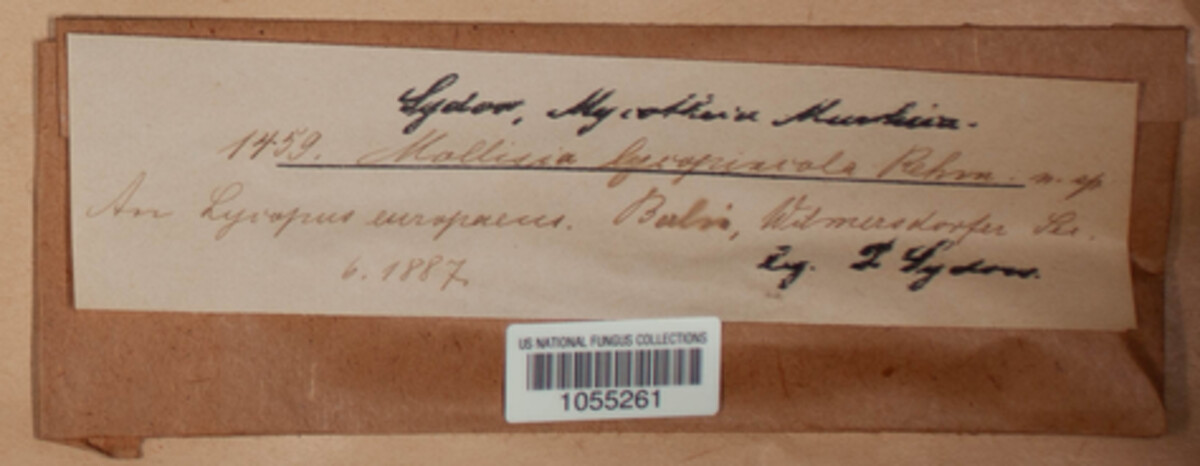 Sydow, Mycotheca Marchica.
1459. Mollisia lycopincola Rehm. n. sp
An Lycopus europaeus. Berlin, Wilmersdorfer See.
6. 1887.
Lg. P Sydow.
US NATIONAL FUNGUS COLLECTIONS
1055261